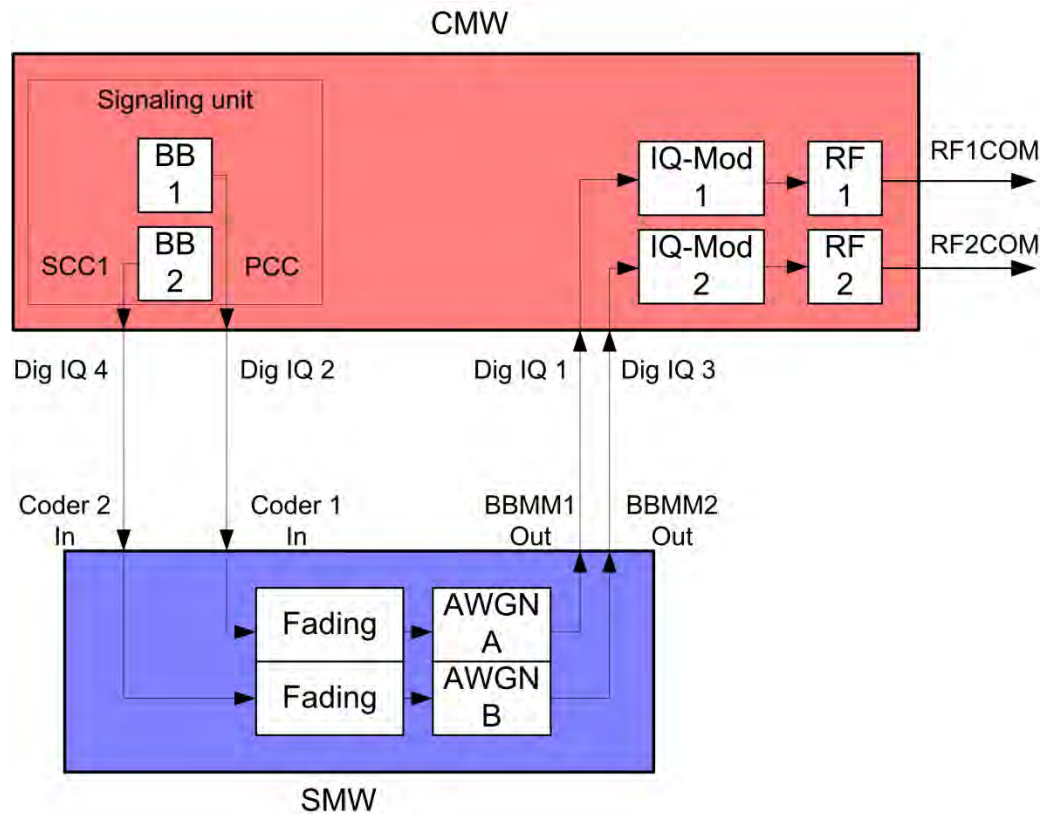 CMW
Signaling unit
BB
1
BB
2
SCC1
PCC
IQ-Mod
1
RF
1
RF1COM
IQ-Mod
2
RF
2
RF2COM
Dig IQ 4
Dig IQ 2
Dig IQ 1
Dig IQ 3
Coder 2
In
Coder 1
In
BBMM1
Out
BBMM2
Out
Fading
AWGN
A
Fading
AWGN
B
SMW